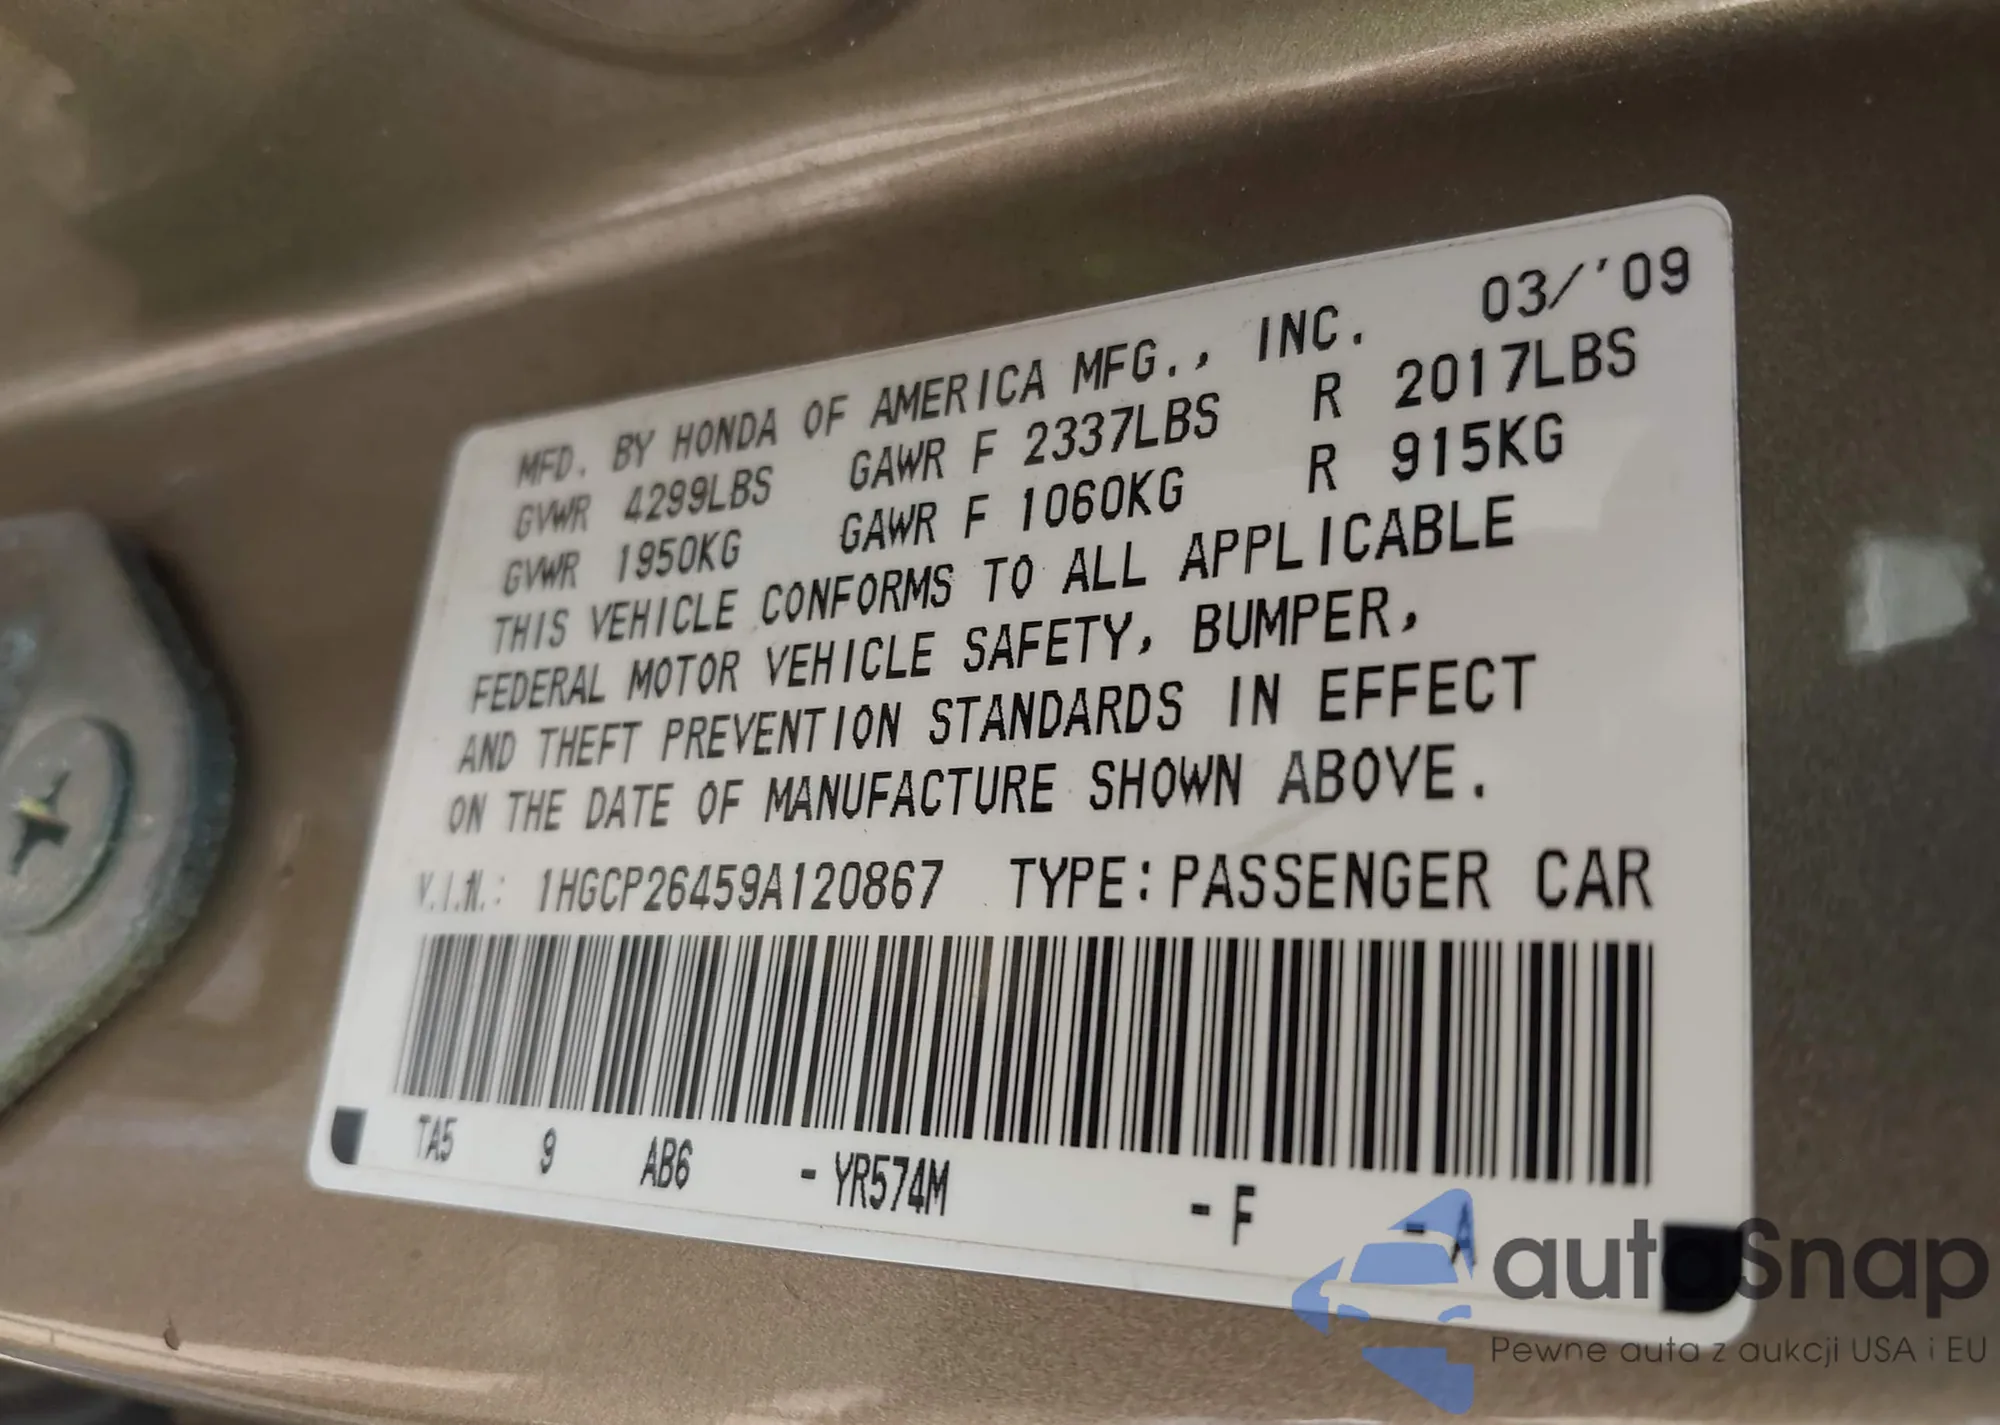 MFD. BY HONDA OF AMERICA MFG., INC. 03/'09
GVWR 4299LBS GAWR F 2337LBS R 2017LBS
GVWR 1950KG GAWR F 1060KG R 915KG
THIS VEHICLE CONFORMS TO ALL APPLICABLE
FEDERAL MOTOR VEHICLE SAFETY, BUMPER,
AND THEFT PREVENTION STANDARDS IN EFFECT
ON THE DATE OF MANUFACTURE SHOWN ABOVE.
V.I.N.: 1HGCP26459A120867 TYPE:PASSENGER CAR
TA5 9 AB6 -YR574M -F -A
autoSnap
Pewne auta z aukcji USA i EU